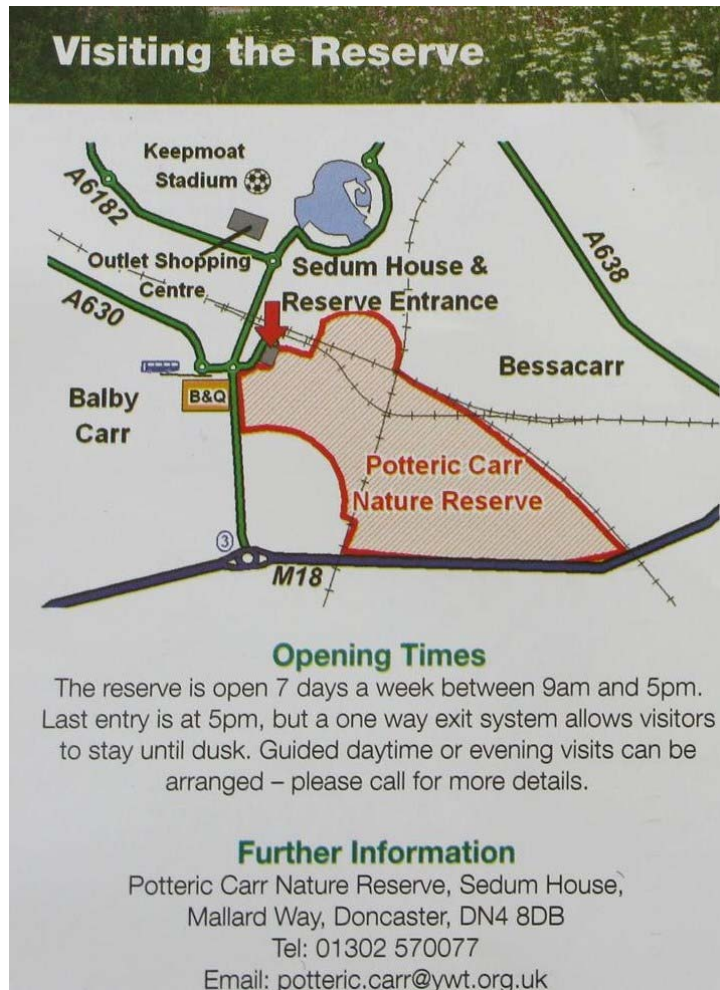 Visiting the Reserve
Keepmoat
Stadium
A6182
Outlet Shopping
Centre
A630
Sedum House &
Reserve Entrance
A638
Bessacarr
Balby
Carr
B&Q
Potteric Carr
Nature Reserve
3
M18
Opening Times
The reserve is open 7 days a week between 9am and 5pm.
Last entry is at 5pm, but a one way exit system allows visitors
to stay until dusk. Guided daytime or evening visits can be
arranged – please call for more details.
Further Information
Potteric Carr Nature Reserve, Sedum House,
Mallard Way, Doncaster, DN4 8DB
Tel: 01302 570077
Email: potteric.carr@ywt.org.uk